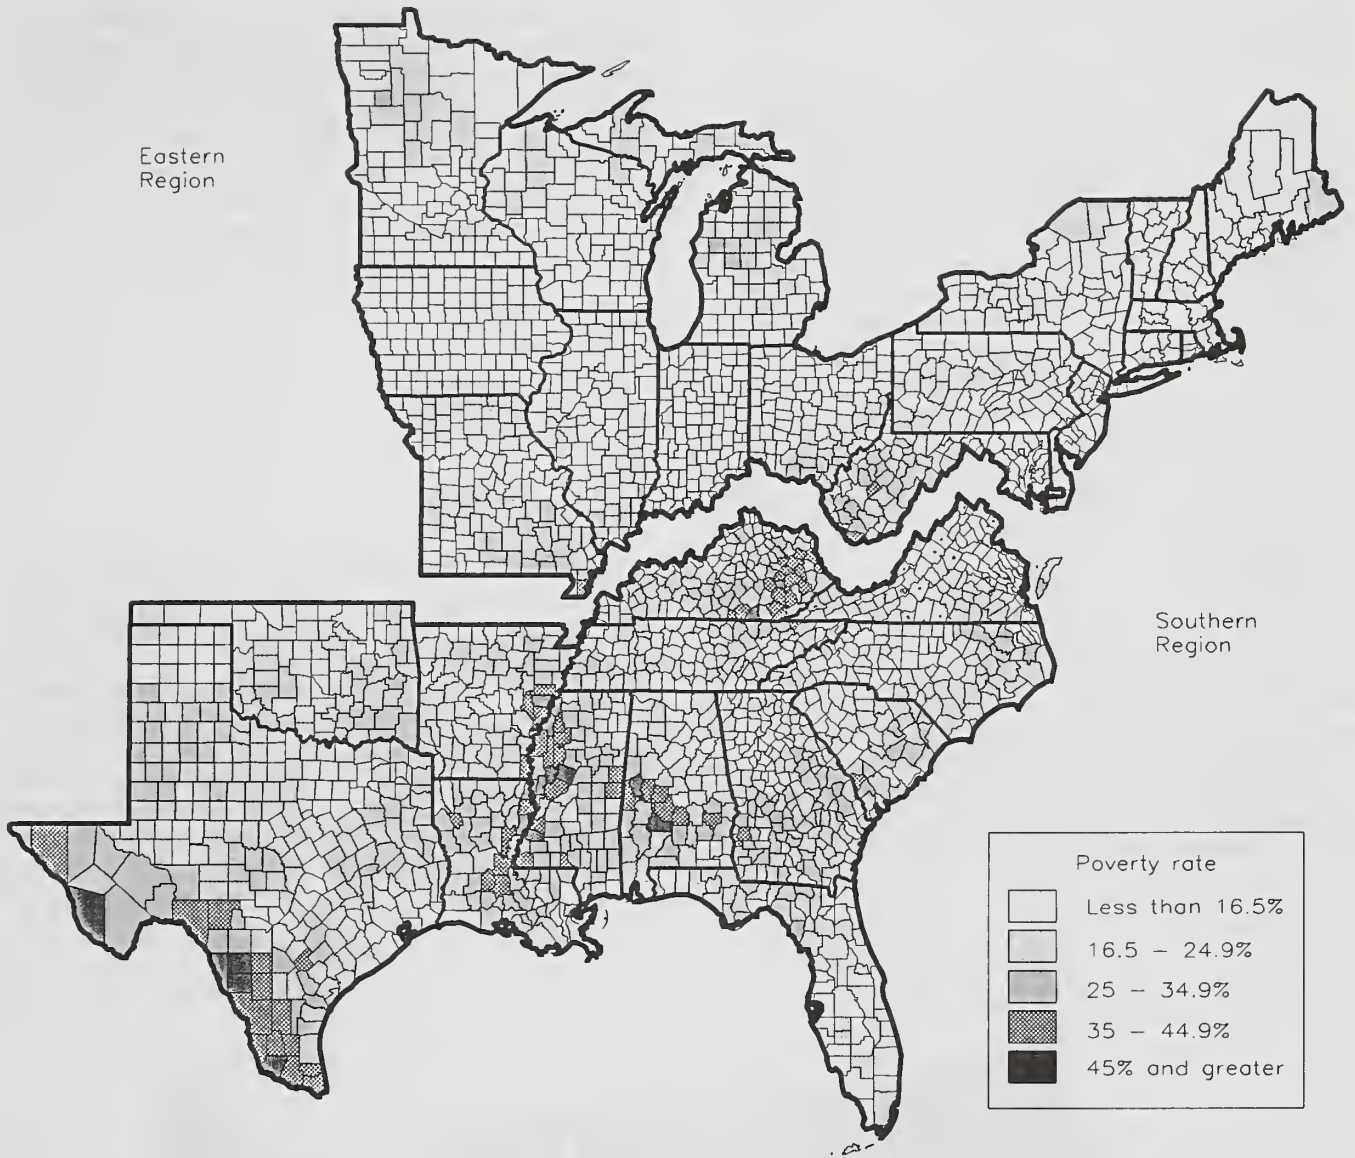 Eastern
Region
Southern
Region
Poverty rate
Less than 16.5%
16.5 – 24.9%
25 – 34.9%
35 – 44.9%
45% and greater